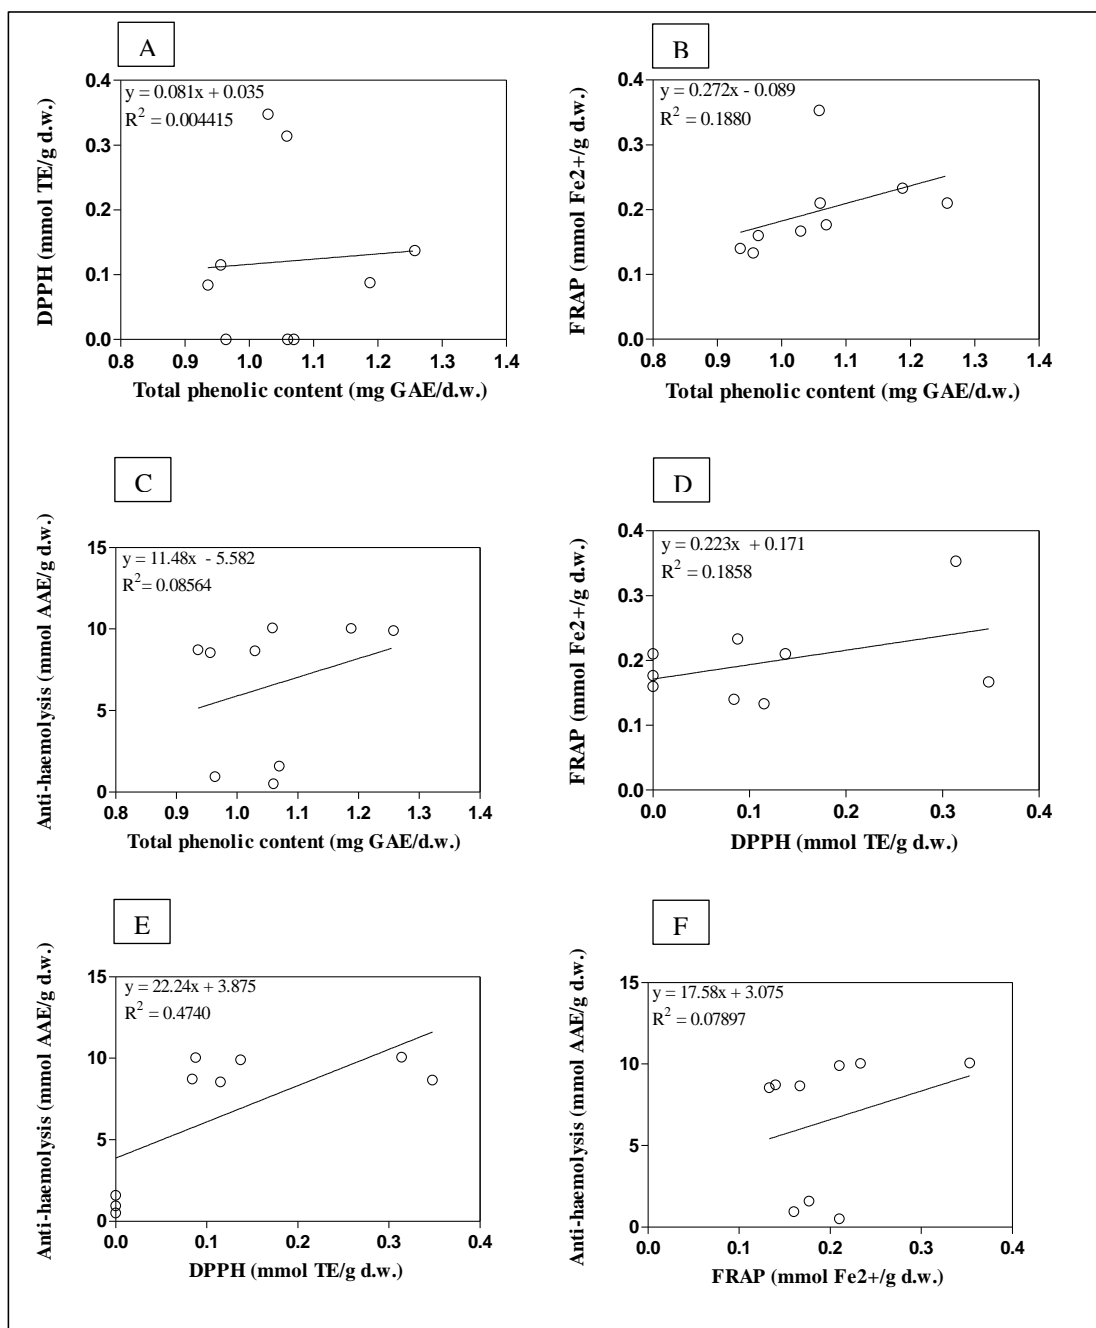 A
y = 0.081x + 0.035
R² = 0.004415
DPPH (mmol TE/g d.w.)
0.4
0.3
0.2
0.1
0.0
0.8 0.9 1.0 1.1 1.2 1.3 1.4
Total phenolic content (mg GAE/d.w.)
B
y = 0.272x - 0.089
R² = 0.1880
FRAP (mmol Fe2+/g d.w.)
0.4
0.3
0.2
0.1
0.0
0.8 0.9 1.0 1.1 1.2 1.3 1.4
Total phenolic content (mg GAE/d.w.)
C
y = 11.48x - 5.582
R²= 0.08564
Anti-haemolysis (mmol AAE/g d.w.)
15
10
5
0
0.8 0.9 1.0 1.1 1.2 1.3 1.4
Total phenolic content (mg GAE/d.w.)
D
y = 0.223x + 0.171
R² = 0.1858
FRAP (mmol Fe2+/g d.w.)
0.4
0.3
0.2
0.1
0.0
0.0 0.1 0.2 0.3 0.4
DPPH (mmol TE/g d.w.)
E
y = 22.24x + 3.875
R² = 0.4740
Anti-haemolysis (mmol AAE/g d.w.)
15
10
5
0
0.0 0.1 0.2 0.3 0.4
DPPH (mmol TE/g d.w.)
F
y = 17.58x + 3.075
R² = 0.07897
Anti-haemolysis (mmol AAE/g d.w.)
15
10
5
0
0.0 0.1 0.2 0.3 0.4
FRAP (mmol Fe2+/g d.w.)